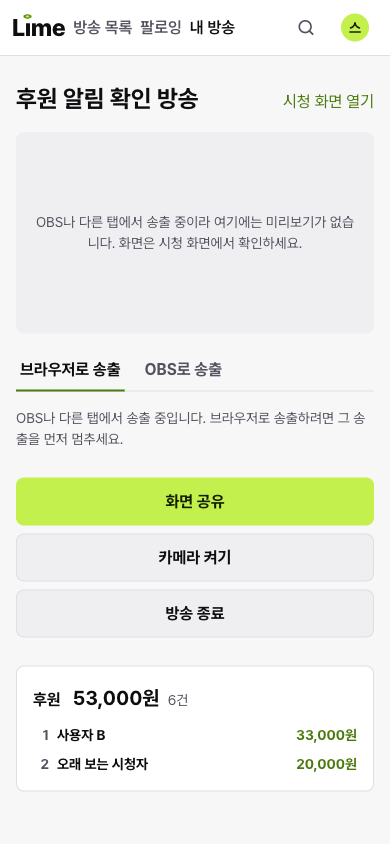 Lime 방송 목록 팔로잉 내 방송 스
후원 알림 확인 방송 시청 화면 열기
OBS나 다른 탭에서 송출 중이라 여기에는 미리보기가 없습
니다. 화면은 시청 화면에서 확인하세요.
브라우저로 송출 OBS로 송출
OBS나 다른 탭에서 송출 중입니다. 브라우저로 송출하려면 그 송
출을 먼저 멈추세요.
화면 공유
카메라 켜기
방송 종료
후원 53,000원 6건
1 사용자 B 33,000원
2 오래 보는 시청자 20,000원